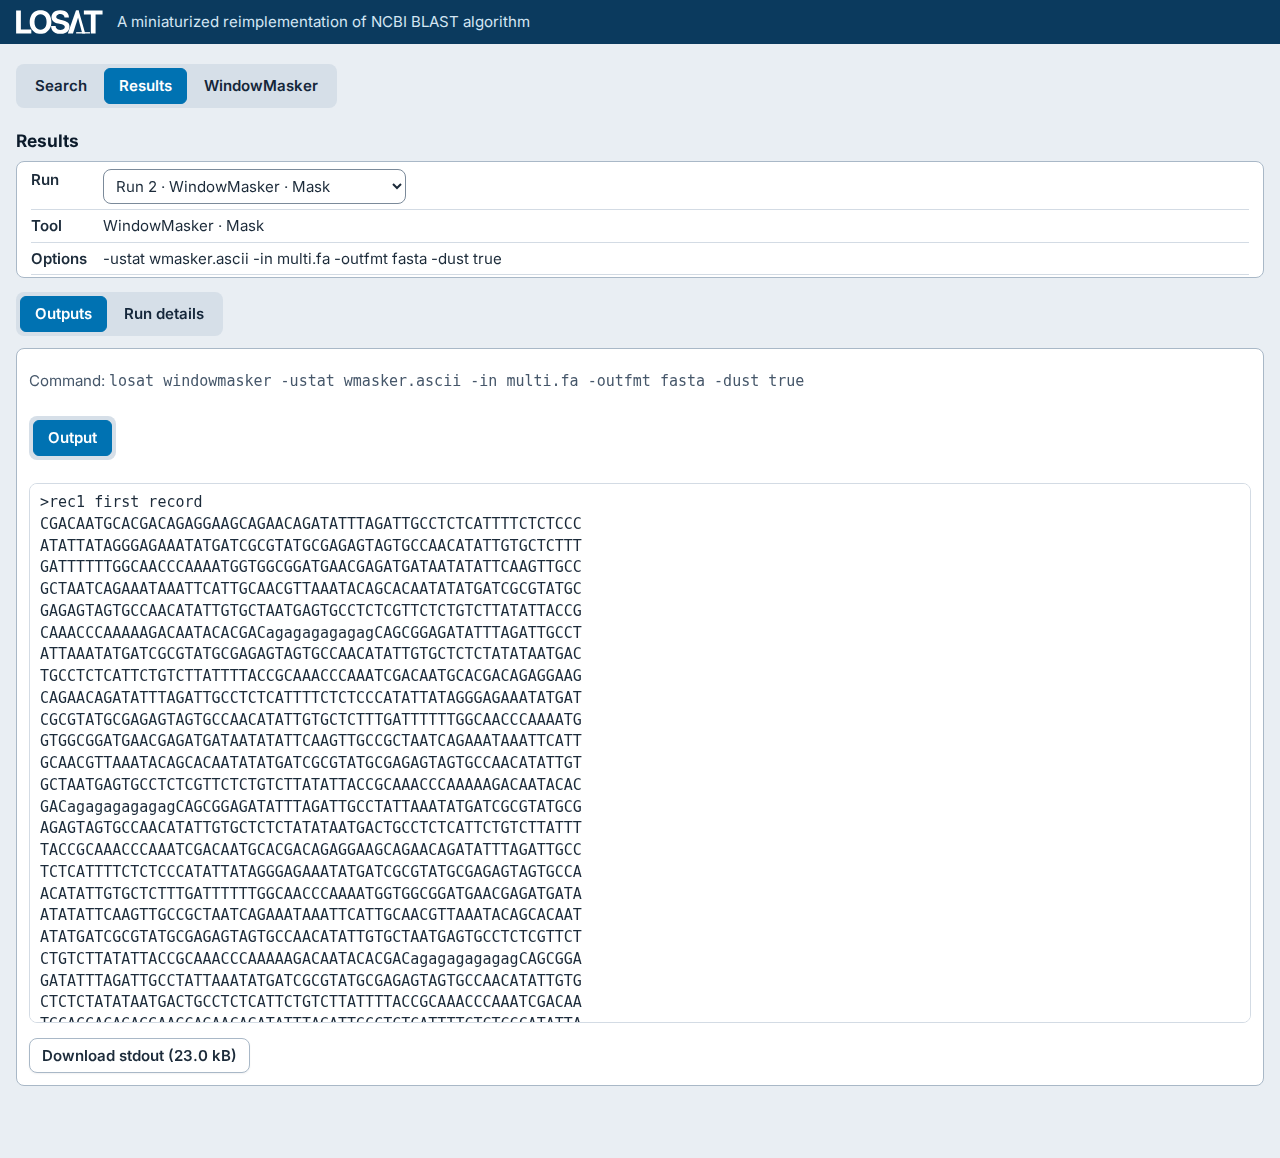 LOSAT
A miniaturized reimplementation of NCBI BLAST algorithm
Search
Results
WindowMasker
Results
Run
Run 2 · WindowMasker · Mask
Tool
WindowMasker · Mask
Options
-ustat wmasker.ascii -in multi.fa -outfmt fasta -dust true
Outputs
Run details
Command: losat windowmasker -ustat wmasker.ascii -in multi.fa -outfmt fasta -dust true
Output
>rec1 first record
CGACAATGCACGACAGAGGAAGCAGAACAGATATTTAGATTGCCTCTCATTTTCTCTCCC
ATATTATAGGGAGAAATATGATCGCGTATGCGAGAGTAGTGCCAACATATTGTGCTCTTT
GATTTTTTGGCAACCCAAAATGGTGGCGGATGAACGAGATGATAATATATTCAAGTTGCC
GCTAATCAGAAATAAATTCATTGCAACGTTAAATACAGCACAATATATGATCGCGTATGC
GAGAGTAGTGCCAACATATTGTGCTAATGAGTGCCTCTCGTTCTCTGTCTTATATTACCG
CAAACCCAAAAAGACAATACACGACagagagagagagCAGCGGAGATATTTAGATTGCCT
ATTAAATATGATCGCGTATGCGAGAGTAGTGCCAACATATTGTGCTCTCTATATAATGAC
TGCCTCTCATTCTGTCTTATTTTACCGCAAACCCAAATCGACAATGCACGACAGAGGAAG
CAGAACAGATATTTAGATTGCCTCTCATTTTCTCTCCCATATTATAGGGAGAAATATGAT
CGCGTATGCGAGAGTAGTGCCAACATATTGTGCTCTTTGATTTTTTGGCAACCCAAAATG
GTGGCGGATGAACGAGATGATAATATATTCAAGTTGCCGCTAATCAGAAATAAATTCATT
GCAACGTTAAATACAGCACAATATATGATCGCGTATGCGAGAGTAGTGCCAACATATTGT
GCTAATGAGTGCCTCTCGTTCTCTGTCTTATATTACCGCAAACCCAAAAAGACAATACAC
GACagagagagagagCAGCGGAGATATTTAGATTGCCTATTAAATATGATCGCGTATGCG
AGAGTAGTGCCAACATATTGTGCTCTCTATATAATGACTGCCTCTCATTCTGTCTTATTT
TACCGCAAACCCAAATCGACAATGCACGACAGAGGAAGCAGAACAGATATTTAGATTGCC
TCTCATTTTCTCTCCCATATTATAGGGAGAAATATGATCGCGTATGCGAGAGTAGTGCCA
ACATATTGTGCTCTTTGATTTTTTGGCAACCCAAAATGGTGGCGGATGAACGAGATGATA
ATATATTCAAGTTGCCGCTAATCAGAAATAAATTCATTGCAACGTTAAATACAGCACAAT
ATATGATCGCGTATGCGAGAGTAGTGCCAACATATTGTGCTAATGAGTGCCTCTCGTTCT
CTGTCTTATATTACCGCAAACCCAAAAAGACAATACACGACagagagagagagCAGCGGA
GATATTTAGATTGCCTATTAAATATGATCGCGTATGCGAGAGTAGTGCCAACATATTGTG
CTCTCTATATAATGACTGCCTCTCATTCTGTCTTATTTTACCGCAAACCCAAATCGACAA
Download stdout (23.0 kB)